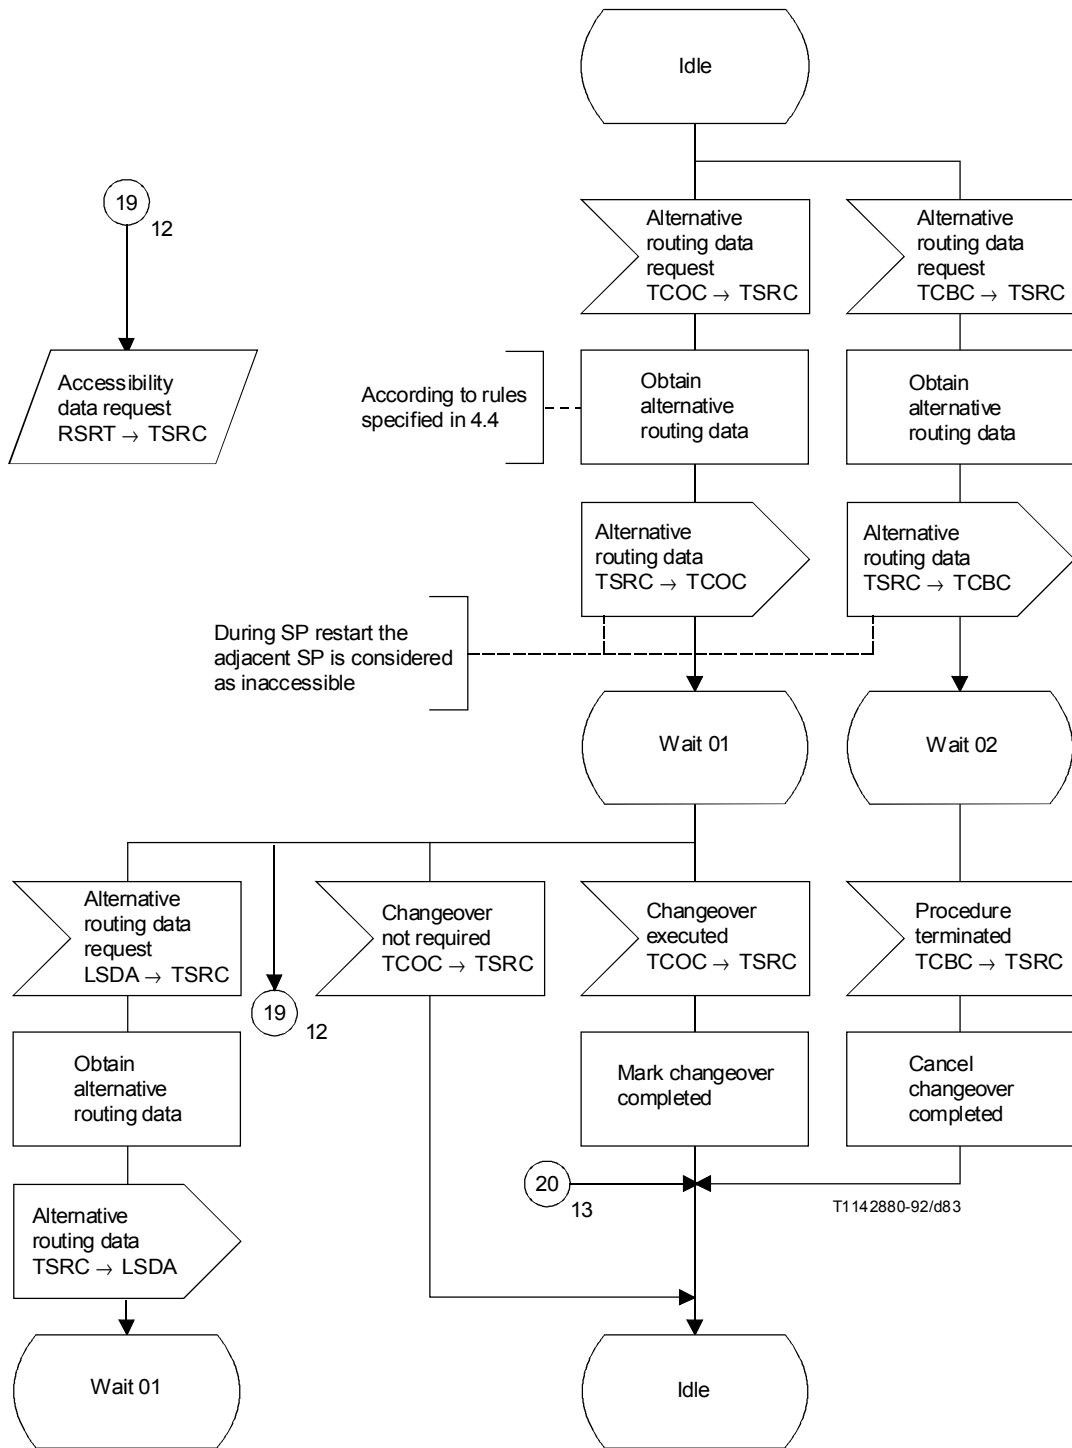 Idle
19
12
Alternative
routing data
request
TCOC → TSRC
Alternative
routing data
request
TCBC → TSRC
Accessibility
data request
RSRT → TSRC
According to rules
specified in 4.4
Obtain
alternative
routing data
Obtain
alternative
routing data
Alternative
routing data
TSRC → TCOC
Alternative
routing data
TSRC → TCBC
During SP restart the
adjacent SP is considered
as inaccessible
Wait 01
Wait 02
Alternative
routing data
request
LSDA → TSRC
19
12
Changeover
not required
TCOC → TSRC
Changeover
executed
TCOC → TSRC
Procedure
terminated
TCBC → TSRC
Obtain
alternative
routing data
Mark changeover
completed
Cancel
changeover
completed
20
13
T1142880-92/d83
Alternative
routing data
TSRC → LSDA
Wait 01
Idle